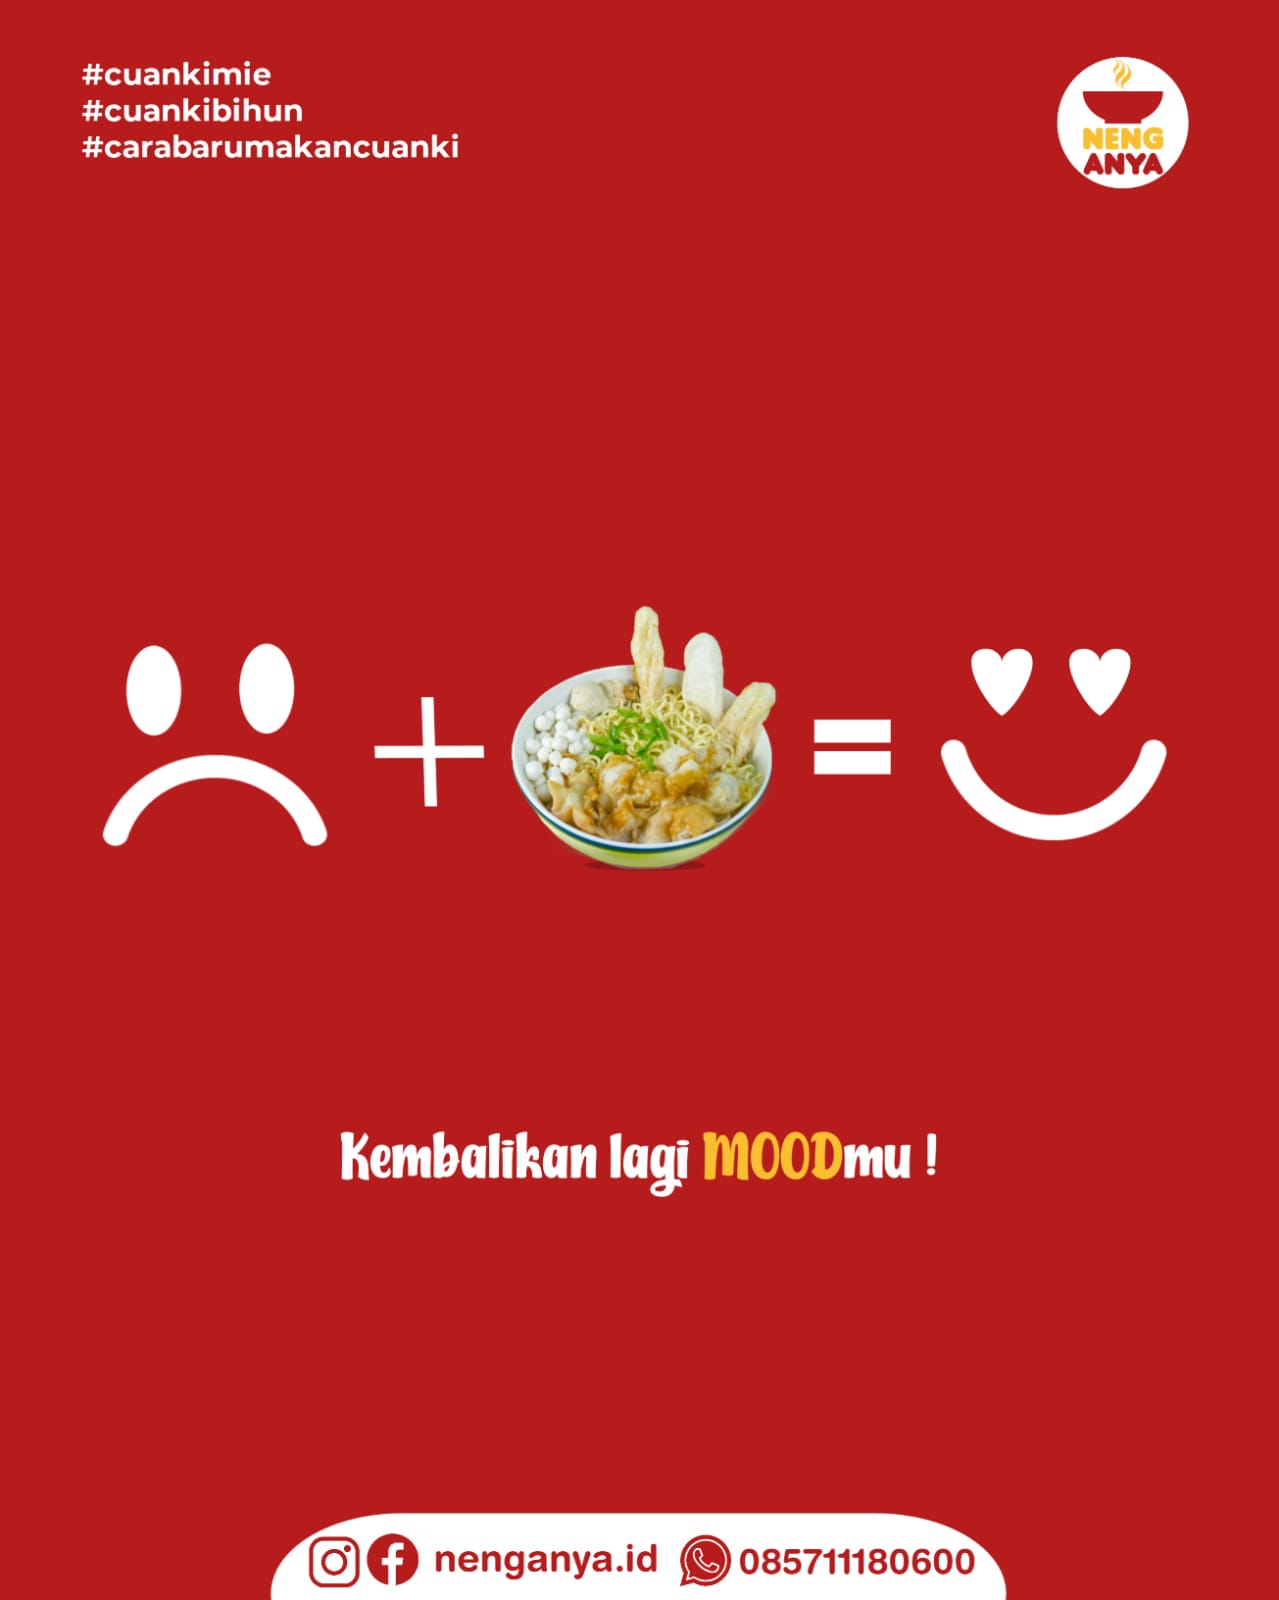 #cuankimie
#cuankibihun
#carabarumakancuanki
NENG
ANYA
Kembalikan lagi MOODmu !
nenganya.id 085711180600